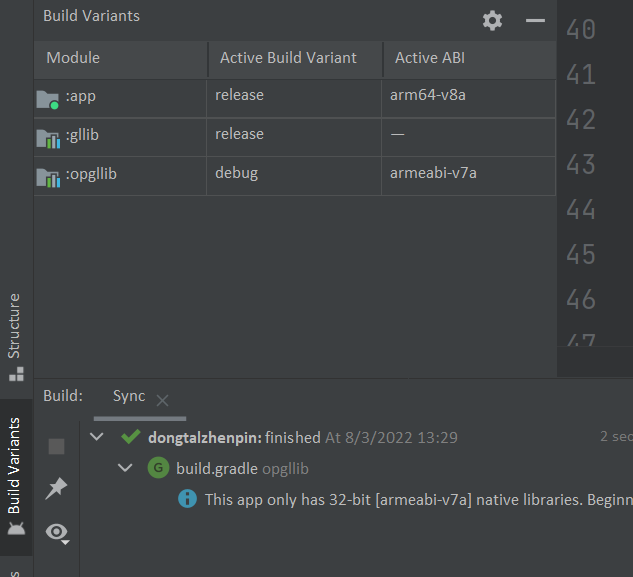 Build Variants
Module Active Build Variant Active ABI
:app release arm64-v8a
:gllib release —
:opgllib debug armeabi-v7a
40
41
42
43
44
45
46
47
Structure
Build Variants
Build: Sync
dongtalzhenpin: finished At 8/3/2022 13:29 2 sec
build.gradle opgllib
This app only has 32-bit [armeabi-v7a] native libraries. Beginn